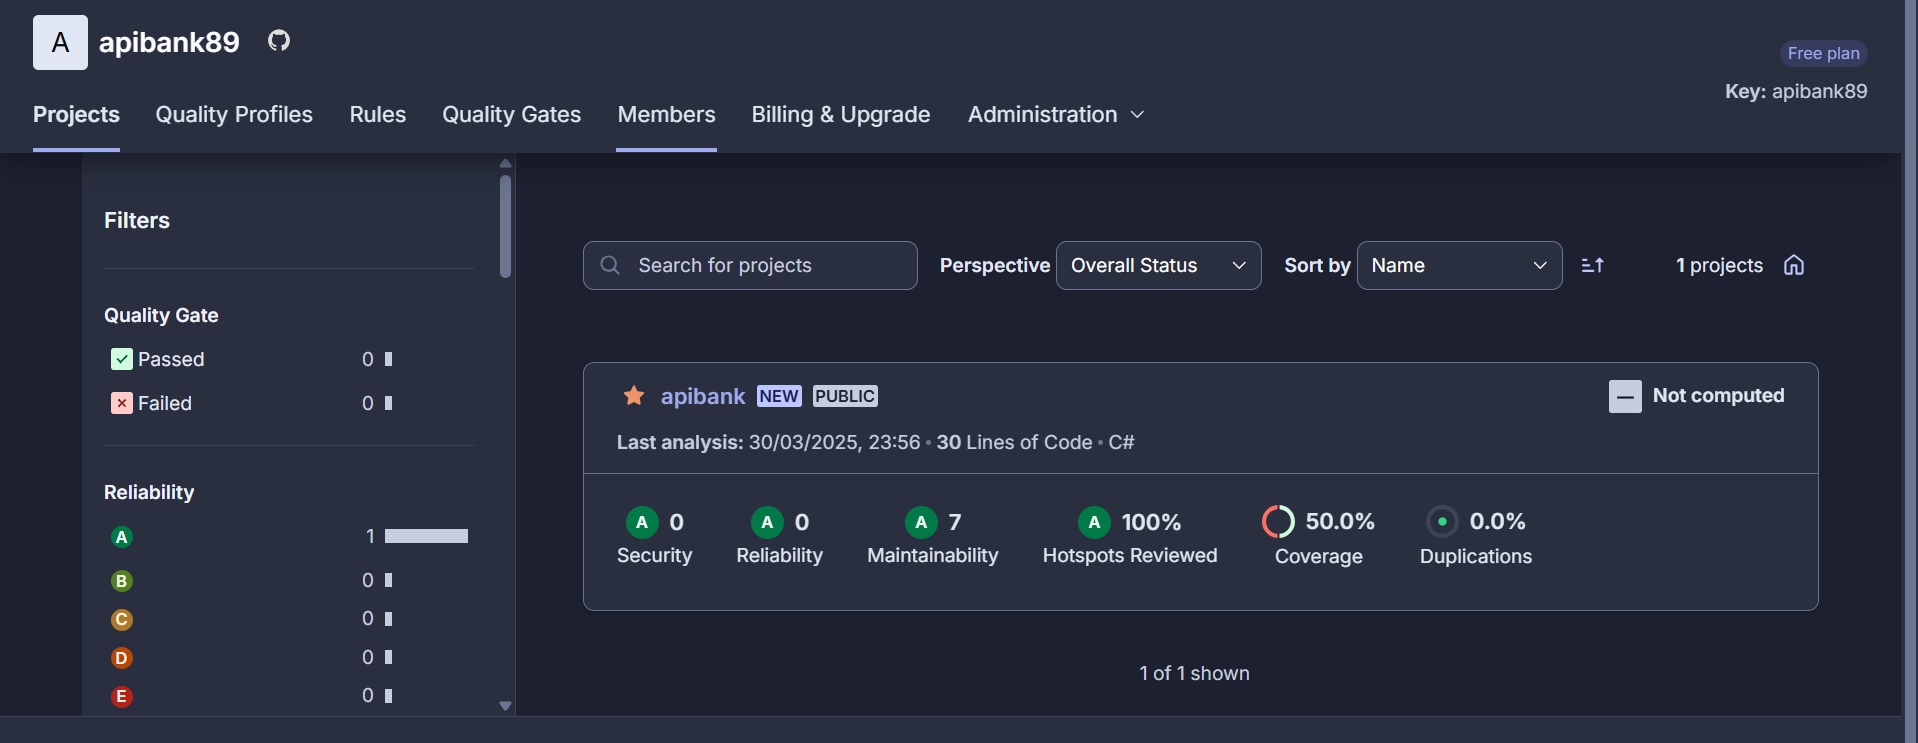 A apibank89
Free plan
Key: apibank89
Projects Quality Profiles Rules Quality Gates Members Billing & Upgrade Administration
Filters
Quality Gate
Passed 0
Failed 0
Reliability
A 1
B 0
C 0
D 0
E 0
Search for projects Perspective Overall Status Sort by Name 1 projects
apibank NEW PUBLIC Not computed
Last analysis: 30/03/2025, 23:56 • 30 Lines of Code • C#
A 0 A 0 A 7 A 100% 50.0% 0.0%
Security Reliability Maintainability Hotspots Reviewed Coverage Duplications
1 of 1 shown